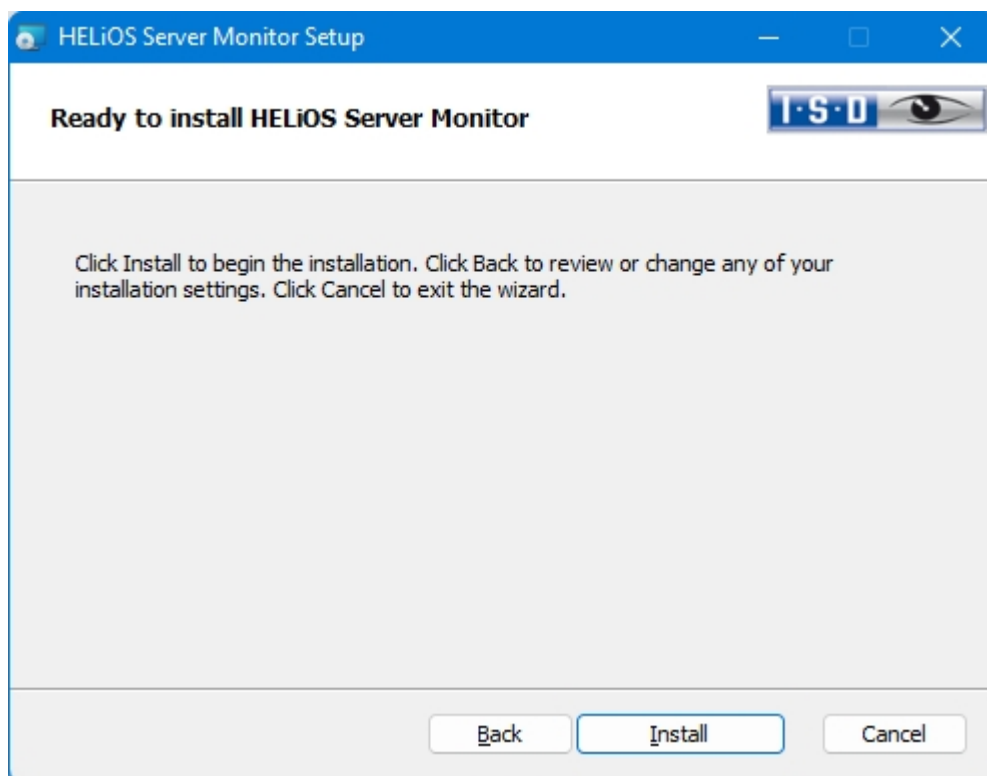 HELiOS Server Monitor Setup
Ready to install HELiOS Server Monitor
I·S·D
Click Install to begin the installation. Click Back to review or change any of your
installation settings. Click Cancel to exit the wizard.
Back
Install
Cancel